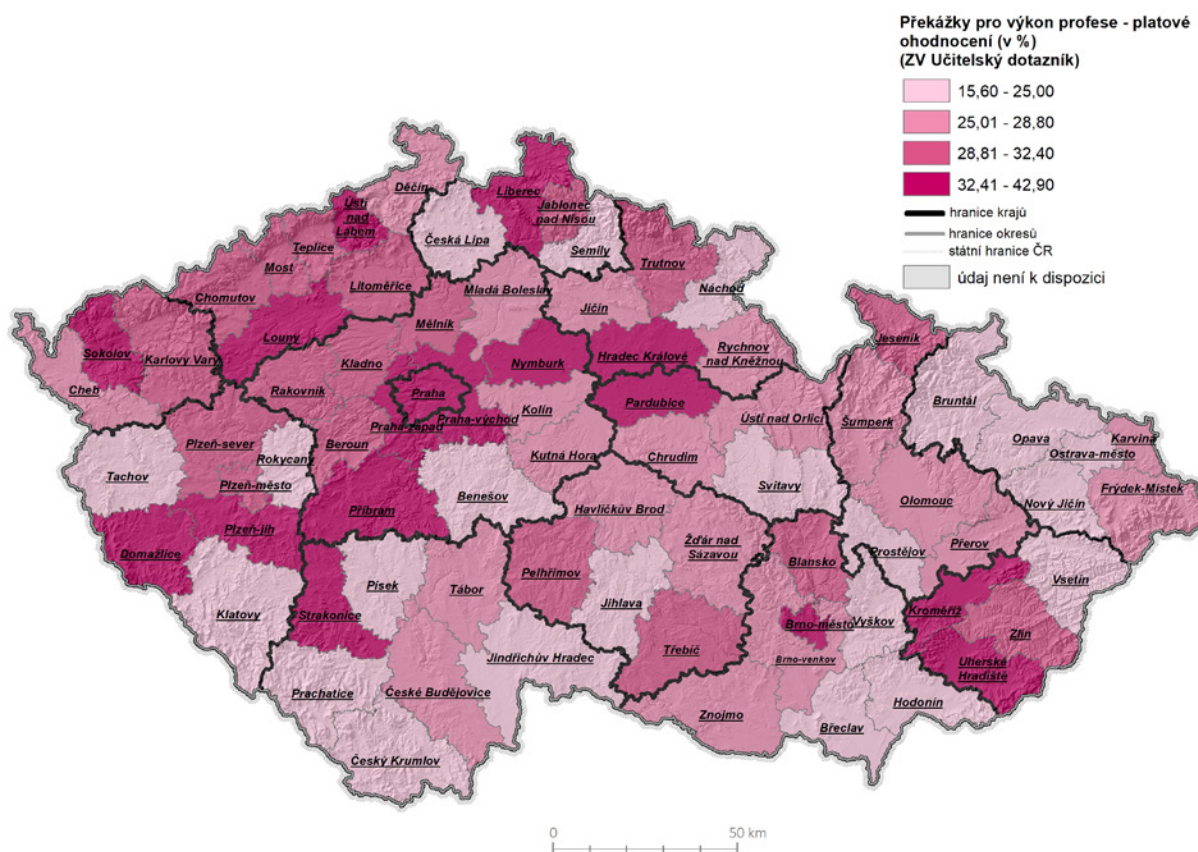 Překážky pro výkon profese - platové
ohodnocení (v %)
(ZV Učitelský dotazník)
15,60 - 25,00
25,01 - 28,80
28,81 - 32,40
32,41 - 42,90
hranice krajů
hranice okresů
státní hranice ČR
údaj není k dispozici
Děčín
Liberec
Ústí
nad
Labem
Jablonec
nad Nisou
Teplice
Česká Lípa
Semily
Trutnov
Most
Litoměřice
Mladá Bolesla
Náchod
Chomutov
Jičín
Mělník
Louny
Jeseník
Sokolov
Karlovy Vary
Kladno
Nymburk
Hradec Králové
Rychnov
nad Kněžnou
Cheb
Rakovník
Praha
Pardubice
Bruntál
Kolín
Praha-východ
Praha-západ
Ústí nad Orlicí
Šumperk
Opava
Karviná
Plzeň-sever
Beroun
Ostrava-město
Rokycany
Kutná Hora
Chrudim
Tachov
Plzeň-město
Svitavy
Frýdek-Místek
Benešov
Olomouc
Nový Jičín
Příbram
Havlíčkův Brod
Plzeň-jih
Žďár nad
Sázavou
Přerov
Domažlice
Prostějov
Blansko
Pelhřimov
Vsetín
Písek
Tábor
Jihlava
Klatovy
Strakonice
Kroměříž
Brno-město
Vyškov
Zlín
Třebíč
Jindřichův Hradec
Brno-venkov
Uherské
Hradiště
Prachatice
České Budějovice
Hodonín
Znojmo
Břeclav
Český Krumlov
0 50 km